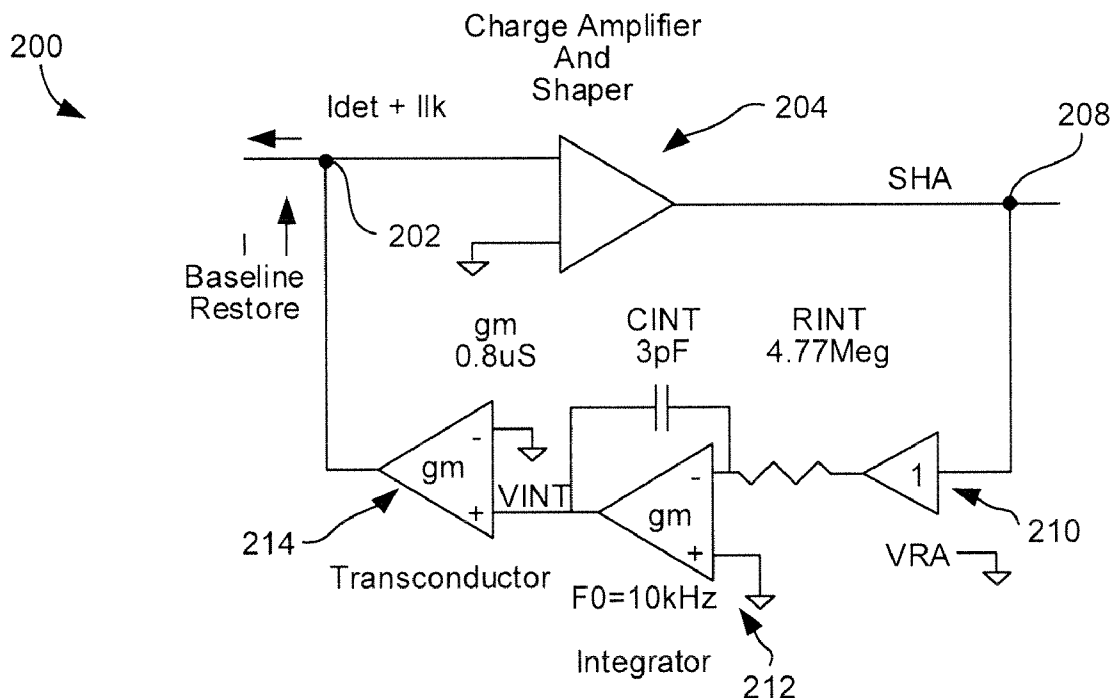 200
Charge Amplifier
And
Shaper
Idet + Ilk
204
208
SHA
202
I
Baseline
Restore
gm
0.8uS
CINT
3pF
RINT
4.77Meg
-
gm
+
VINT
-
gm
+
1
214
210
VRA
Transconductor
F0=10kHz
Integrator
212